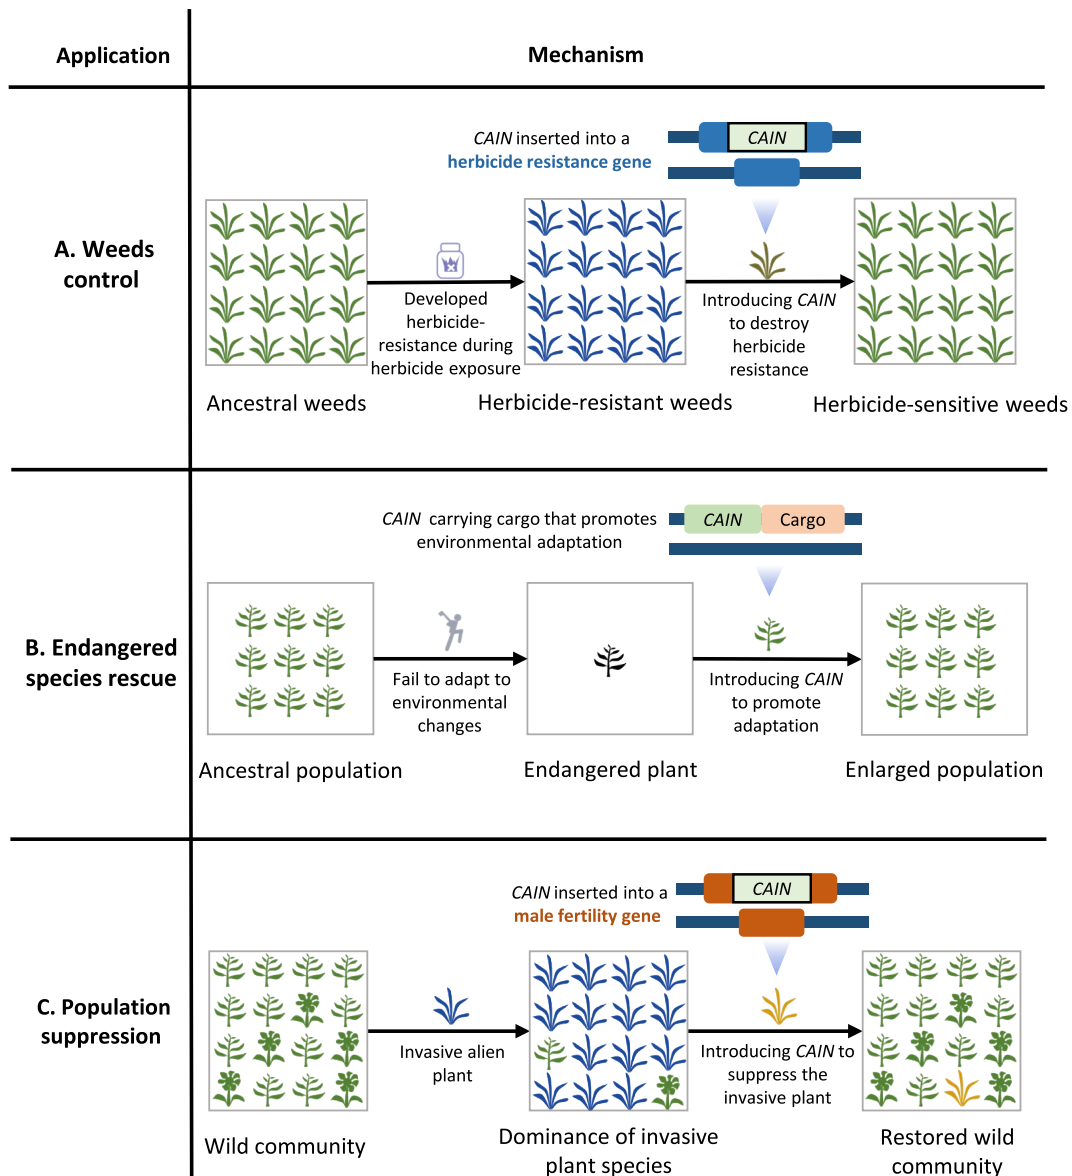 Application
Mechanism
A. Weeds
control
CAIN inserted into a
herbicide resistance gene
CAIN
Developed
herbicide-
resistance during
herbicide exposure
Introducing CAIN
to destroy
herbicide
resistance
Ancestral weeds
Herbicide-resistant weeds
Herbicide-sensitive weeds
B. Endangered
species rescue
CAIN carrying cargo that promotes
environmental adaptation
CAIN
Cargo
Fail to adapt to
environmental
changes
Introducing CAIN
to promote
adaptation
Ancestral population
Endangered plant
Enlarged population
C. Population
suppression
CAIN inserted into a
male fertility gene
CAIN
Invasive alien
plant
Introducing CAIN to
suppress the
invasive plant
Wild community
Dominance of invasive
plant species
Restored wild
community